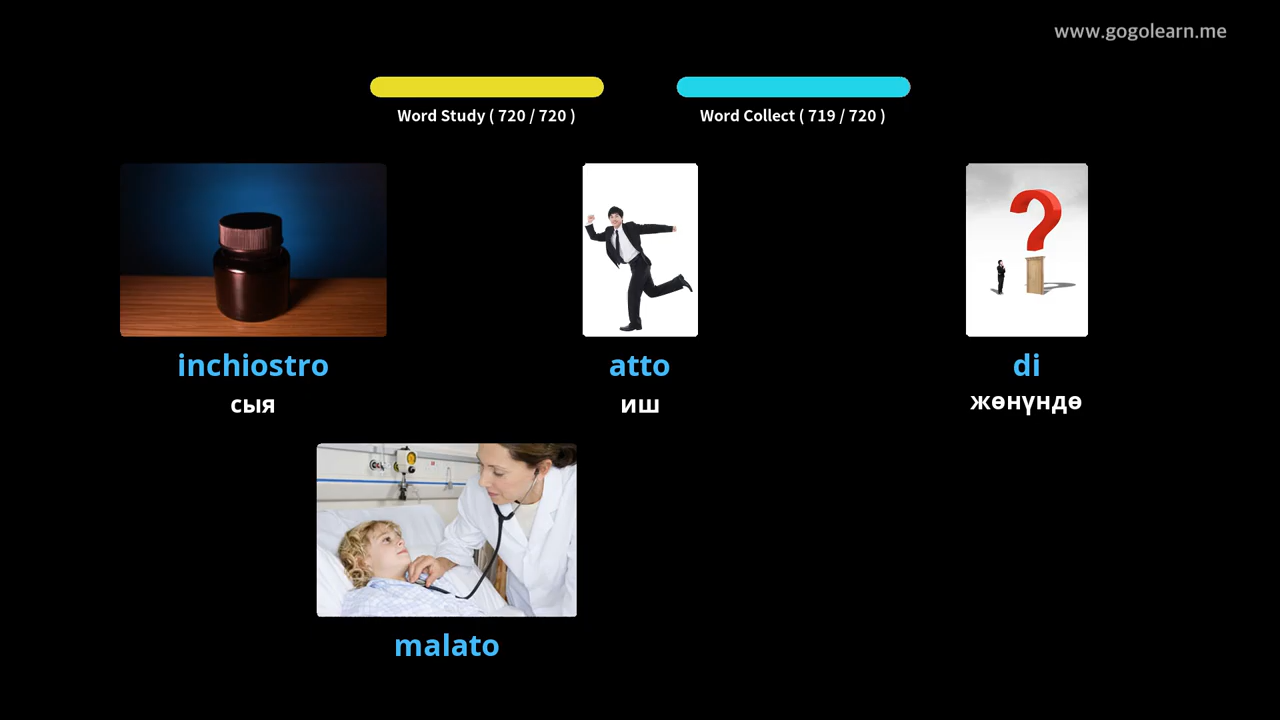 www.gogolearn.me
Word Study ( 720 / 720 )
Word Collect ( 719 / 720 )
inchiostro
сыя
atto
иш
di
жөнүндө
malato